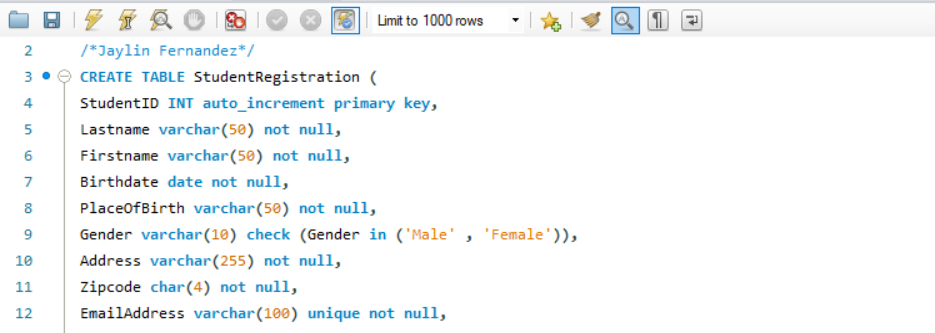 Limit to 1000 rows
2 /*Jaylin Fernandez*/
3 CREATE TABLE StudentRegistration (
4 StudentID INT auto_increment primary key,
5 Lastname varchar(50) not null,
6 Firstname varchar(50) not null,
7 Birthdate date not null,
8 PlaceOfBirth varchar(50) not null,
9 Gender varchar(10) check (Gender in ('Male' , 'Female')),
10 Address varchar(255) not null,
11 Zipcode char(4) not null,
12 EmailAddress varchar(100) unique not null,